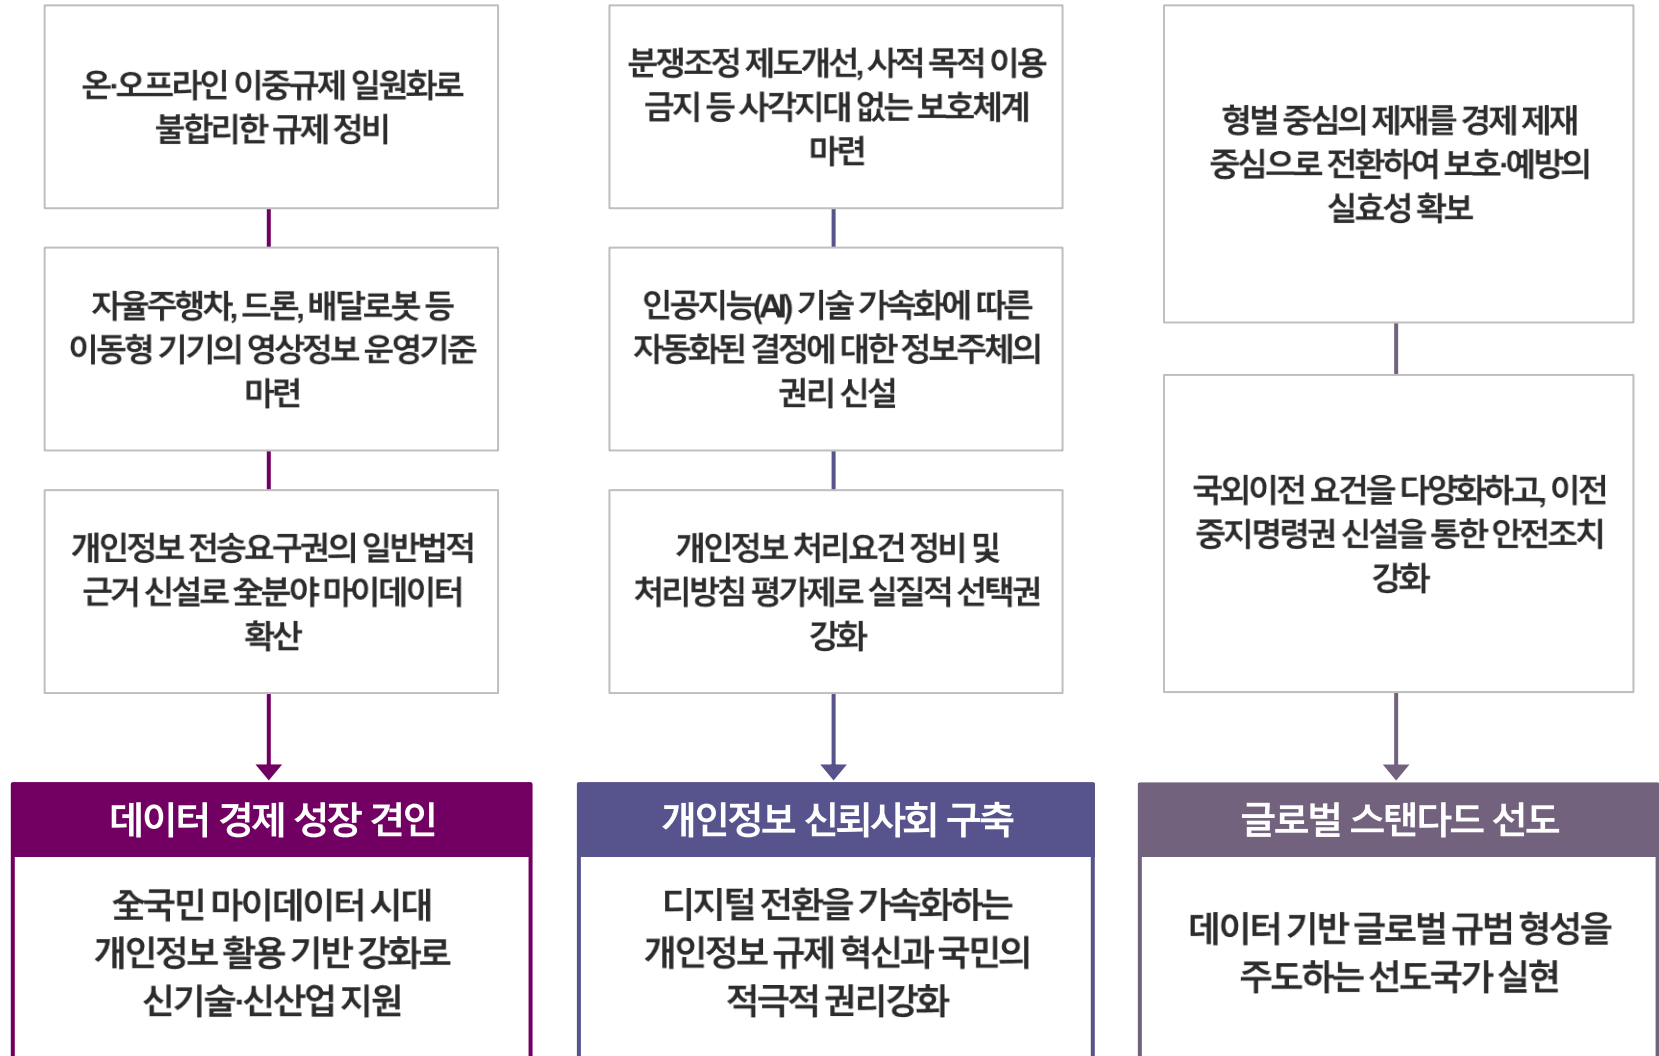 온·오프라인 이중규제 일원화로
불합리한 규제 정비
자율주행차, 드론, 배달로봇 등
이동형 기기의 영상정보 운영기준
마련
개인정보 전송요구권의 일반법적
근거 신설로 全분야 마이데이터
확산
데이터 경제 성장 견인
全국민 마이데이터 시대
개인정보 활용 기반 강화로
신기술·신산업 지원
분쟁조정 제도개선, 사적 목적 이용
금지 등 사각지대 없는 보호체계
마련
인공지능(AI) 기술 가속화에 따른
자동화된 결정에 대한 정보주체의
권리 신설
개인정보 처리요건 정비 및
처리방침 평가제로 실질적 선택권
강화
개인정보 신뢰사회 구축
디지털 전환을 가속화하는
개인정보 규제 혁신과 국민의
적극적 권리강화
형벌 중심의 제재를 경제 제재
중심으로 전환하여 보호·예방의
실효성 확보
국외이전 요건을 다양화하고, 이전
중지명령권 신설을 통한 안전조치
강화
글로벌 스탠다드 선도
데이터 기반 글로벌 규범 형성을
주도하는 선도국가 실현